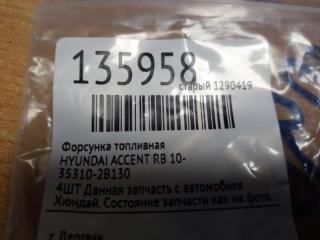 135958
старый 1290419
Форсунка топливная
HYUNDAI ACCENT RB 10-
35310-2B130
4ШТ Данная запчасть с автомобиля
Хюндай. Состояние запчасти как на фото.
г. Дергачи